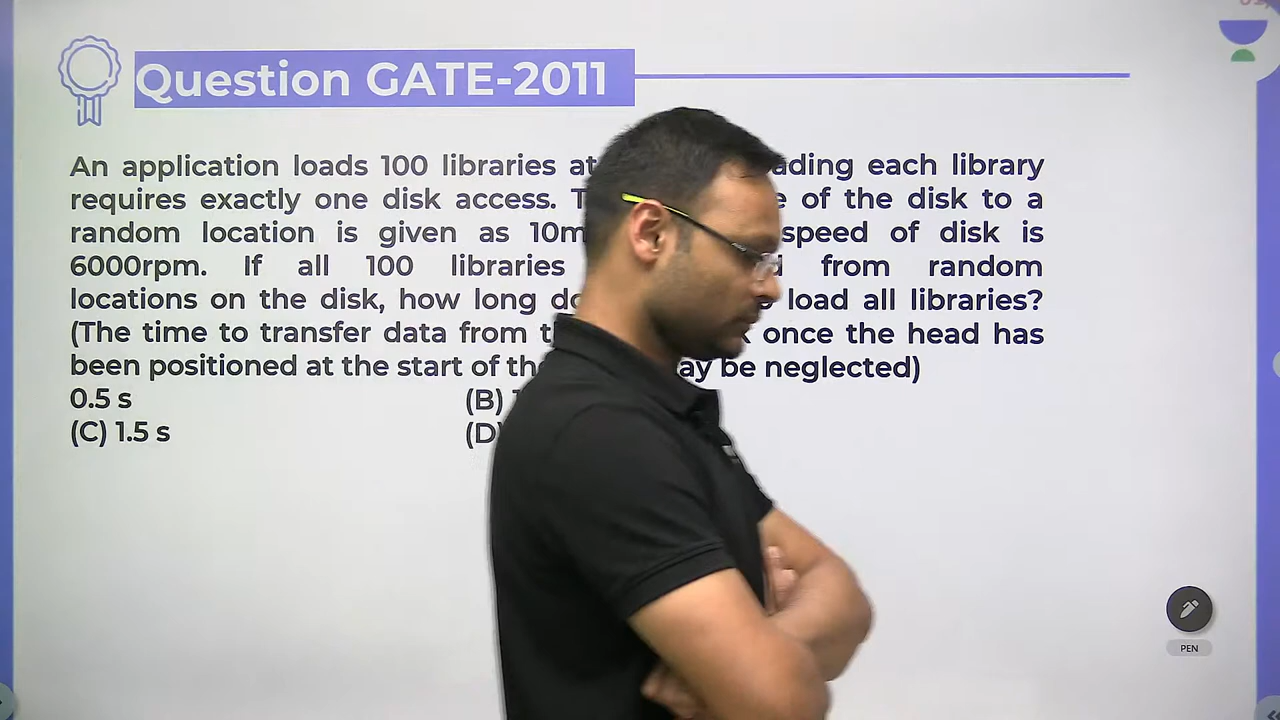 Question GATE-2011
An application loads 100 libraries at ading each library
requires exactly one disk access. T e of the disk to a
random location is given as 10m speed of disk is
6000rpm. If all 100 libraries from random
locations on the disk, how long do load all libraries?
(The time to transfer data from t once the head has
been positioned at the start of the ay be neglected)
0.5 s (B)
(C) 1.5 s (D)
PEN